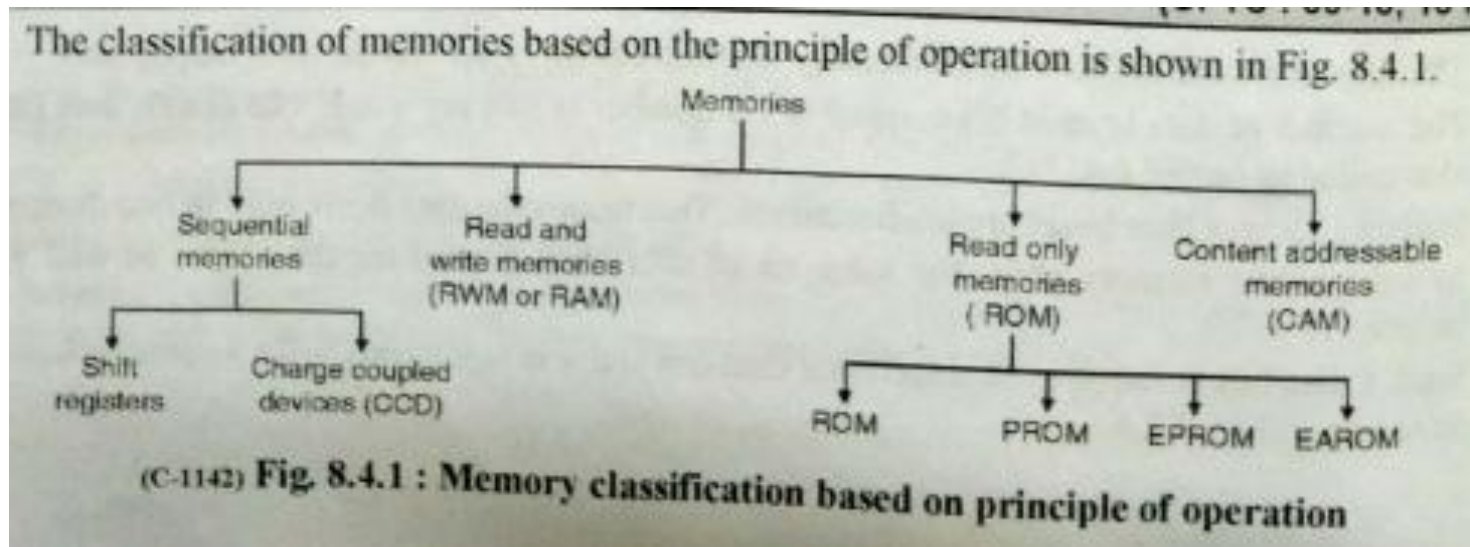 The classification of memories based on the principle of operation is shown in Fig. 8.4.1.
Memories
Sequential
memories
Read and
write memories
(RWM or RAM)
Read only
memories
( ROM)
Content addressable
memories
(CAM)
Shift
registers
Charge coupled
devices (CCD)
ROM
PROM
EPROM
EAROM
(C-1142) Fig. 8.4.1 : Memory classification based on principle of operation